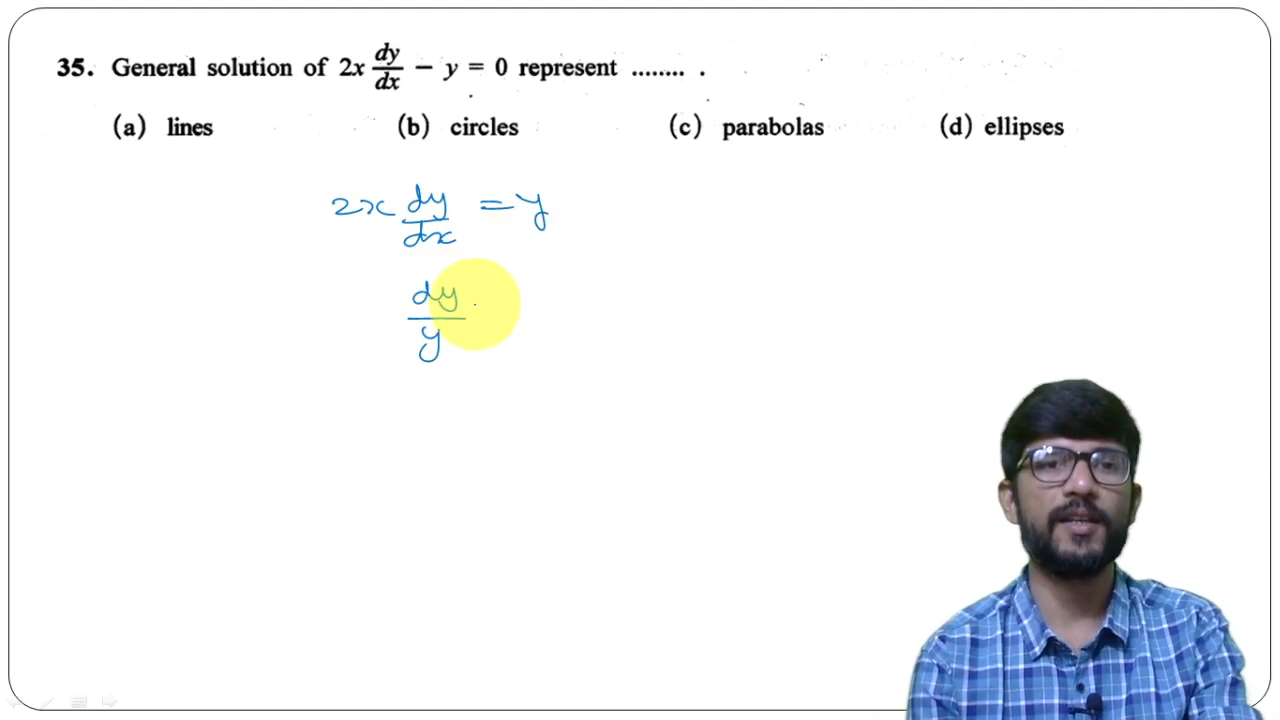 35. General solution of 2x dy/dx − y = 0 represent ........ .
(a) lines (b) circles (c) parabolas (d) ellipses
2x dy/dx = y
dy/y